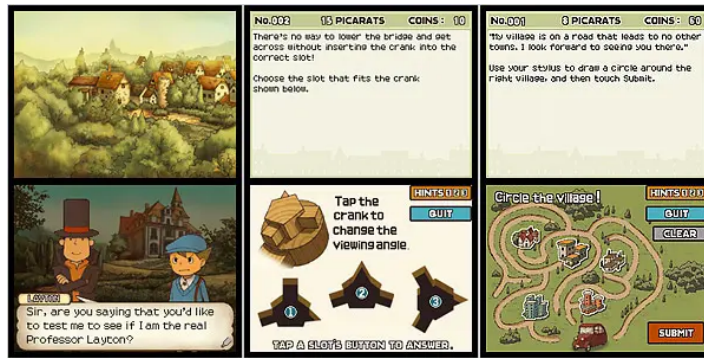 LAYTON
Sir, are you saying that you'd like
to test me to see if I am the real
Professor Layton?
No.002 15 PICARATS COINS: 10
There's no way to lower the bridge and get
across without inserting the crank into the
correct slot!
Choose the slot that fits the crank
shown below.
HINTS
QUIT
Tap the
crank to
change the
viewing angle.
1
2
3
TAP A SLOT'S BUTTON TO ANSWER.
No.001 8 PICARATS COINS: 60
"My village is on a road that leads to no other
towns. I look forward to seeing you there."
Use your stylus to draw a circle around the
right village, and then touch Submit.
Circle the village!
HINTS
QUIT
CLEAR
SUBMIT